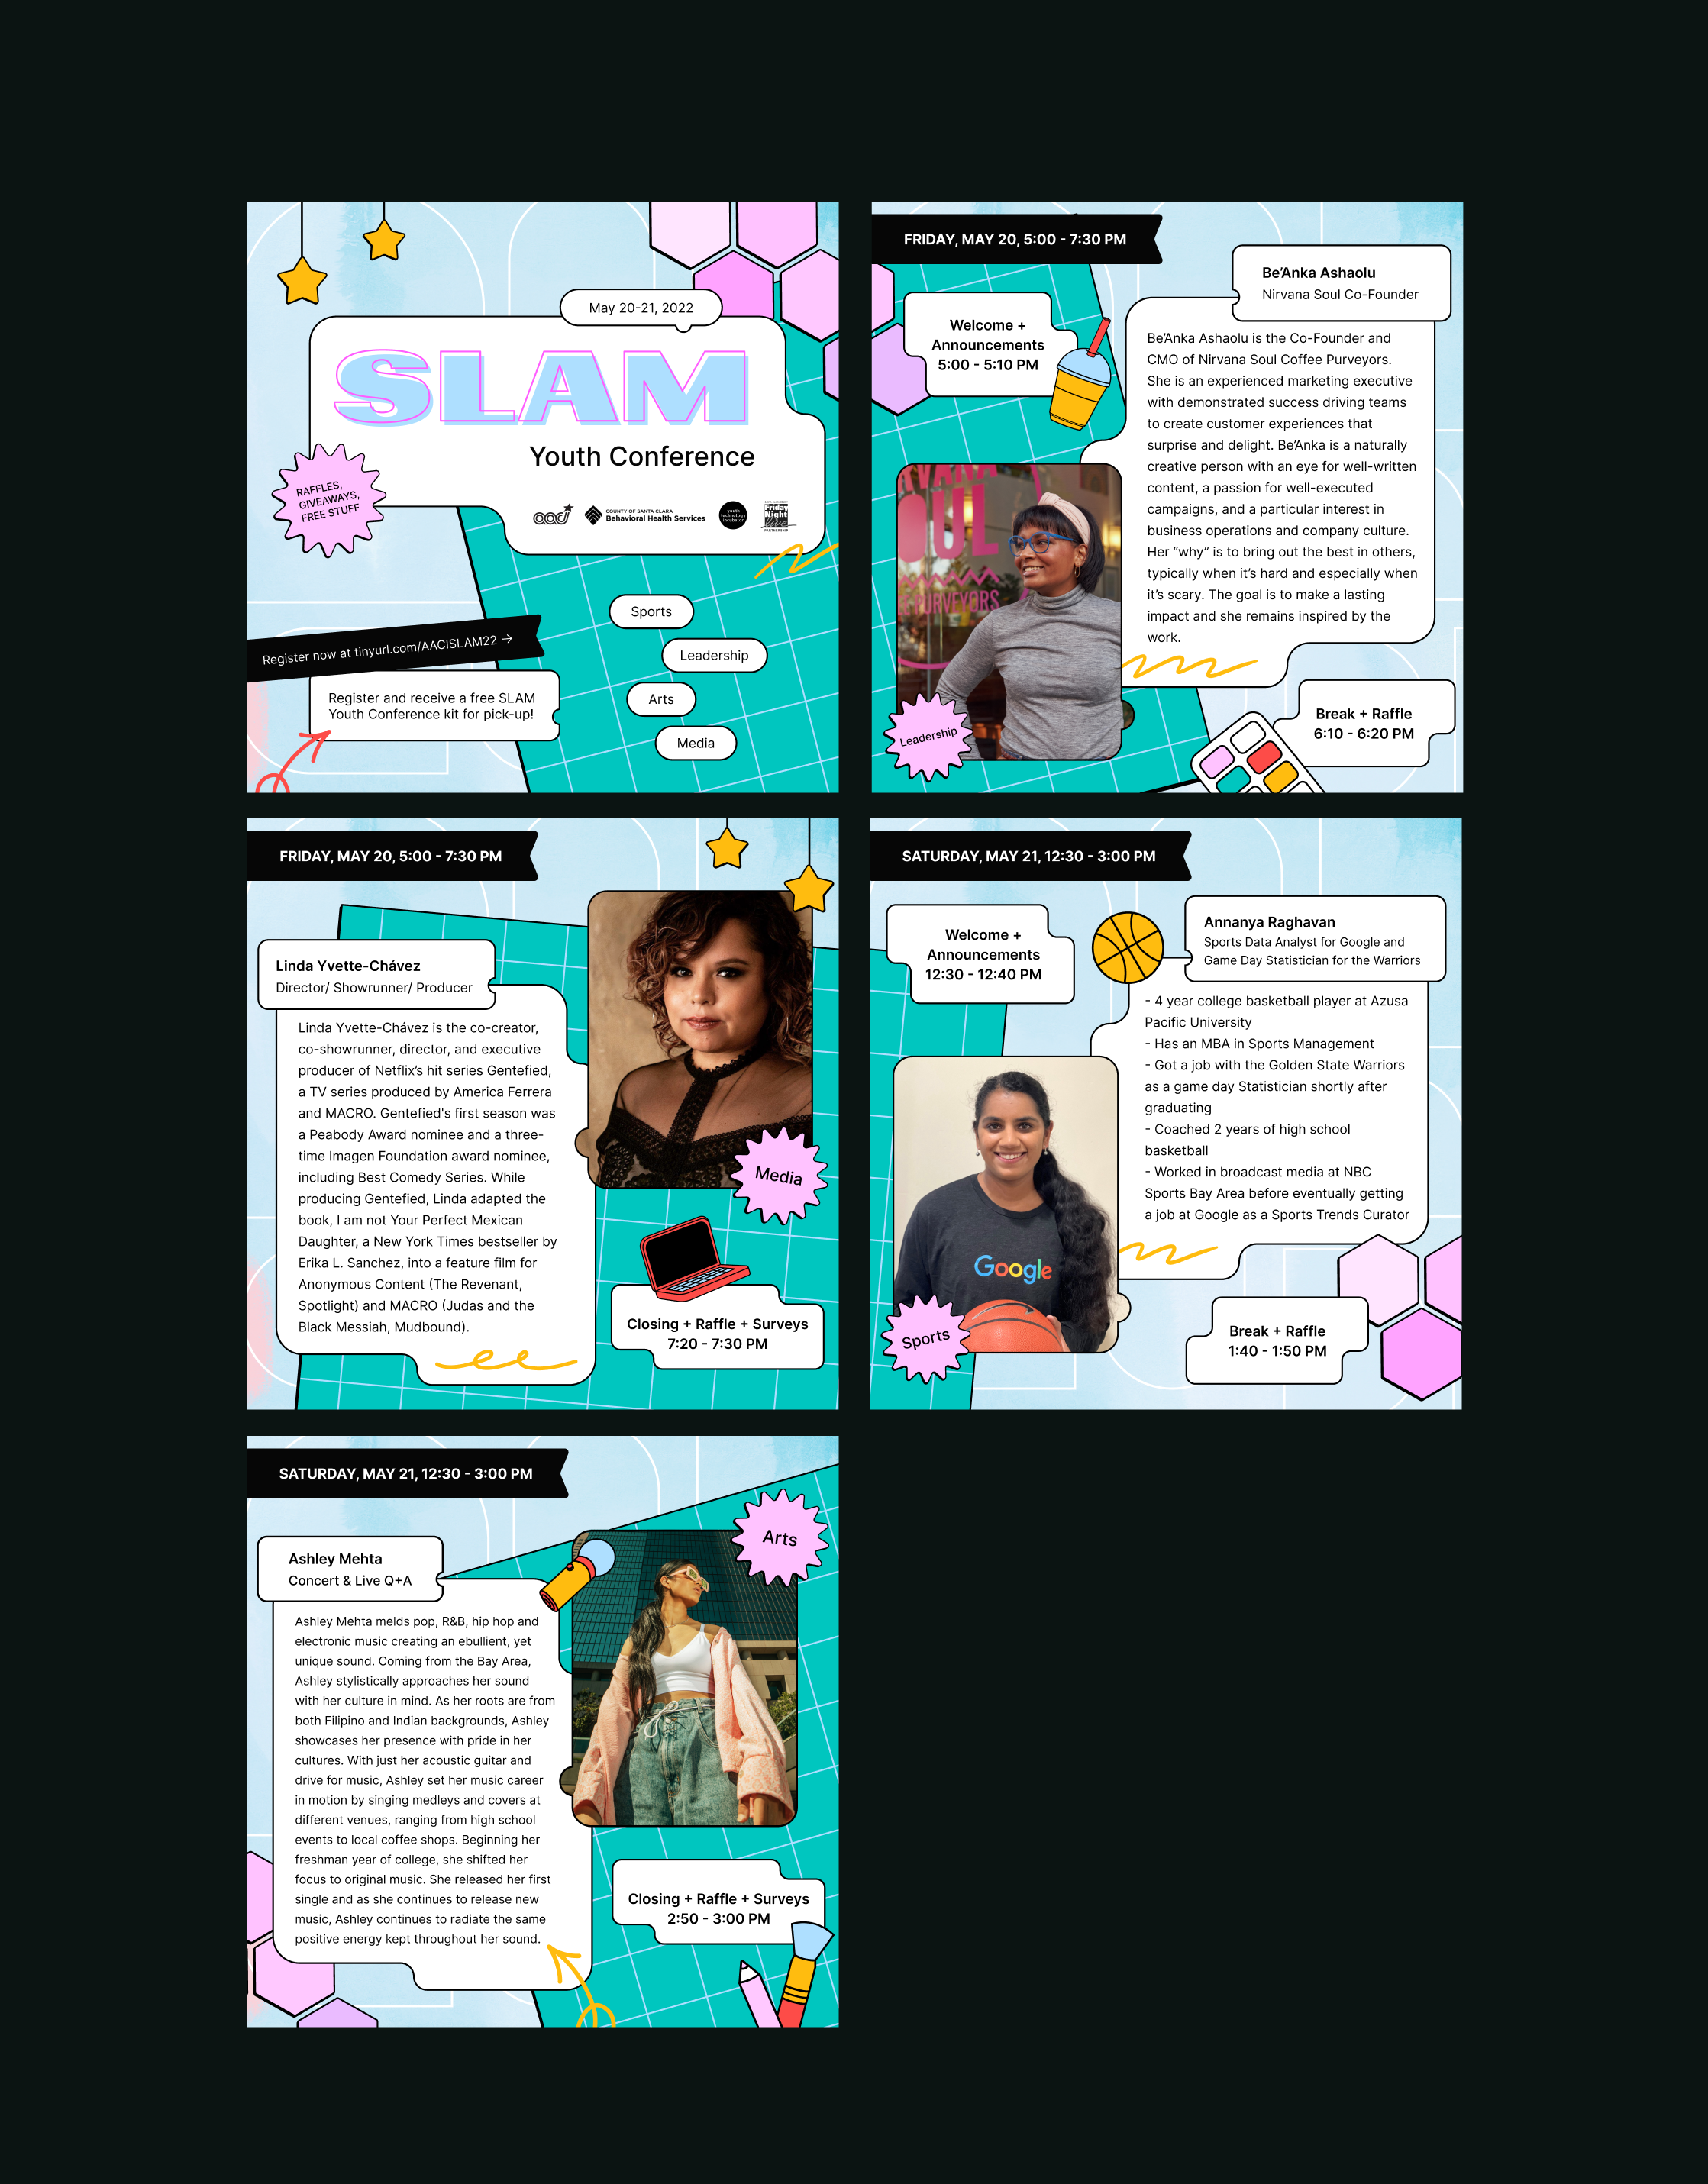 May 20-21, 2022
SLAM
Youth Conference
RAFFLES,
GIVEAWAYS,
FREE STUFF
aaci
COUNTY OF SANTA CLARA
Behavioral Health Services
youth
technology
incubator
Friday
Night
Live
PARTNERSHIP
Sports
Leadership
Arts
Media
Register now at tinyurl.com/AACISLAM22 →
Register and receive a free SLAM
Youth Conference kit for pick-up!
FRIDAY, MAY 20, 5:00 - 7:30 PM
Be’Anka Ashaolu
Nirvana Soul Co-Founder
Welcome +
Announcements
5:00 - 5:10 PM
Be’Anka Ashaolu is the Co-Founder and
CMO of Nirvana Soul Coffee Purveyors.
She is an experienced marketing executive
with demonstrated success driving teams
to create customer experiences that
surprise and delight. Be’Anka is a naturally
creative person with an eye for well-written
content, a passion for well-executed
campaigns, and a particular interest in
business operations and company culture.
Her “why” is to bring out the best in others,
typically when it’s hard and especially when
it’s scary. The goal is to make a lasting
impact and she remains inspired by the
work.
RVANA
OUL
PURVEYORS
Leadership
Break + Raffle
6:10 - 6:20 PM
FRIDAY, MAY 20, 5:00 - 7:30 PM
Linda Yvette-Chávez
Director/ Showrunner/ Producer
Linda Yvette-Chávez is the co-creator,
co-showrunner, director, and executive
producer of Netflix’s hit series Gentefied,
a TV series produced by America Ferrera
and MACRO. Gentefied's first season was
a Peabody Award nominee and a three-
time Imagen Foundation award nominee,
including Best Comedy Series. While
producing Gentefied, Linda adapted the
book, I am not Your Perfect Mexican
Daughter, a New York Times bestseller by
Erika L. Sanchez, into a feature film for
Anonymous Content (The Revenant,
Spotlight) and MACRO (Judas and the
Black Messiah, Mudbound).
Media
Closing + Raffle + Surveys
7:20 - 7:30 PM
SATURDAY, MAY 21, 12:30 - 3:00 PM
Welcome +
Announcements
12:30 - 12:40 PM
Annanya Raghavan
Sports Data Analyst for Google and
Game Day Statistician for the Warriors
- 4 year college basketball player at Azusa
Pacific University
- Has an MBA in Sports Management
- Got a job with the Golden State Warriors
as a game day Statistician shortly after
graduating
- Coached 2 years of high school
basketball
- Worked in broadcast media at NBC
Sports Bay Area before eventually getting
a job at Google as a Sports Trends Curator
Google
Sports
Break + Raffle
1:40 - 1:50 PM
SATURDAY, MAY 21, 12:30 - 3:00 PM
Arts
Ashley Mehta
Concert & Live Q+A
Ashley Mehta melds pop, R&B, hip hop and
electronic music creating an ebullient, yet
unique sound. Coming from the Bay Area,
Ashley stylistically approaches her sound
with her culture in mind. As her roots are from
both Filipino and Indian backgrounds, Ashley
showcases her presence with pride in her
cultures. With just her acoustic guitar and
drive for music, Ashley set her music career
in motion by singing medleys and covers at
different venues, ranging from high school
events to local coffee shops. Beginning her
freshman year of college, she shifted her
focus to original music. She released her first
single and as she continues to release new
music, Ashley continues to radiate the same
positive energy kept throughout her sound.
Closing + Raffle + Surveys
2:50 - 3:00 PM